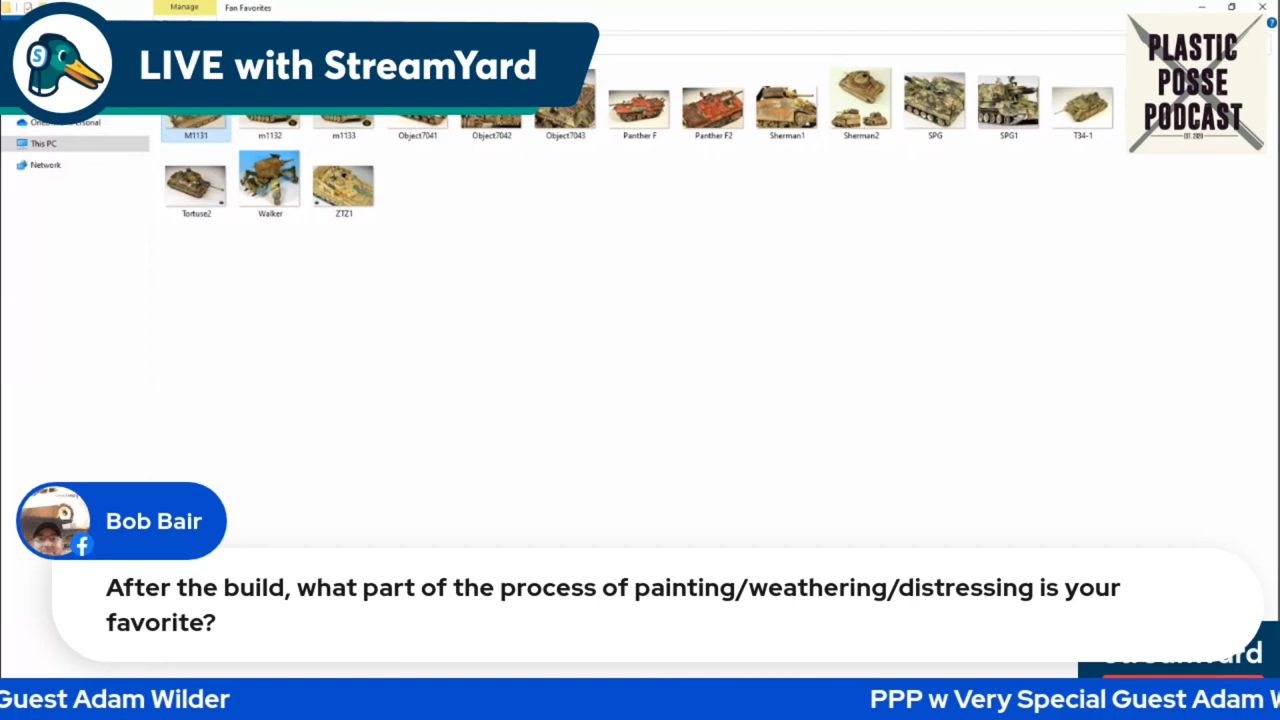 Manage
Fan Favorites
LIVE with StreamYard
PLASTIC
POSSE
PODCAST
EST. 2020
This PC
Network
M1131
m1132
m1133
Object7041
Object7042
Object7043
Panther F
Panther F2
Sherman1
Sherman2
SPG
SPG1
T34-1
Tortuse2
Walker
ZTZ1
Bob Bair
After the build, what part of the process of painting/weathering/distressing is your
favorite?
Guest Adam Wilder
PPP w Very Special Guest Adam W